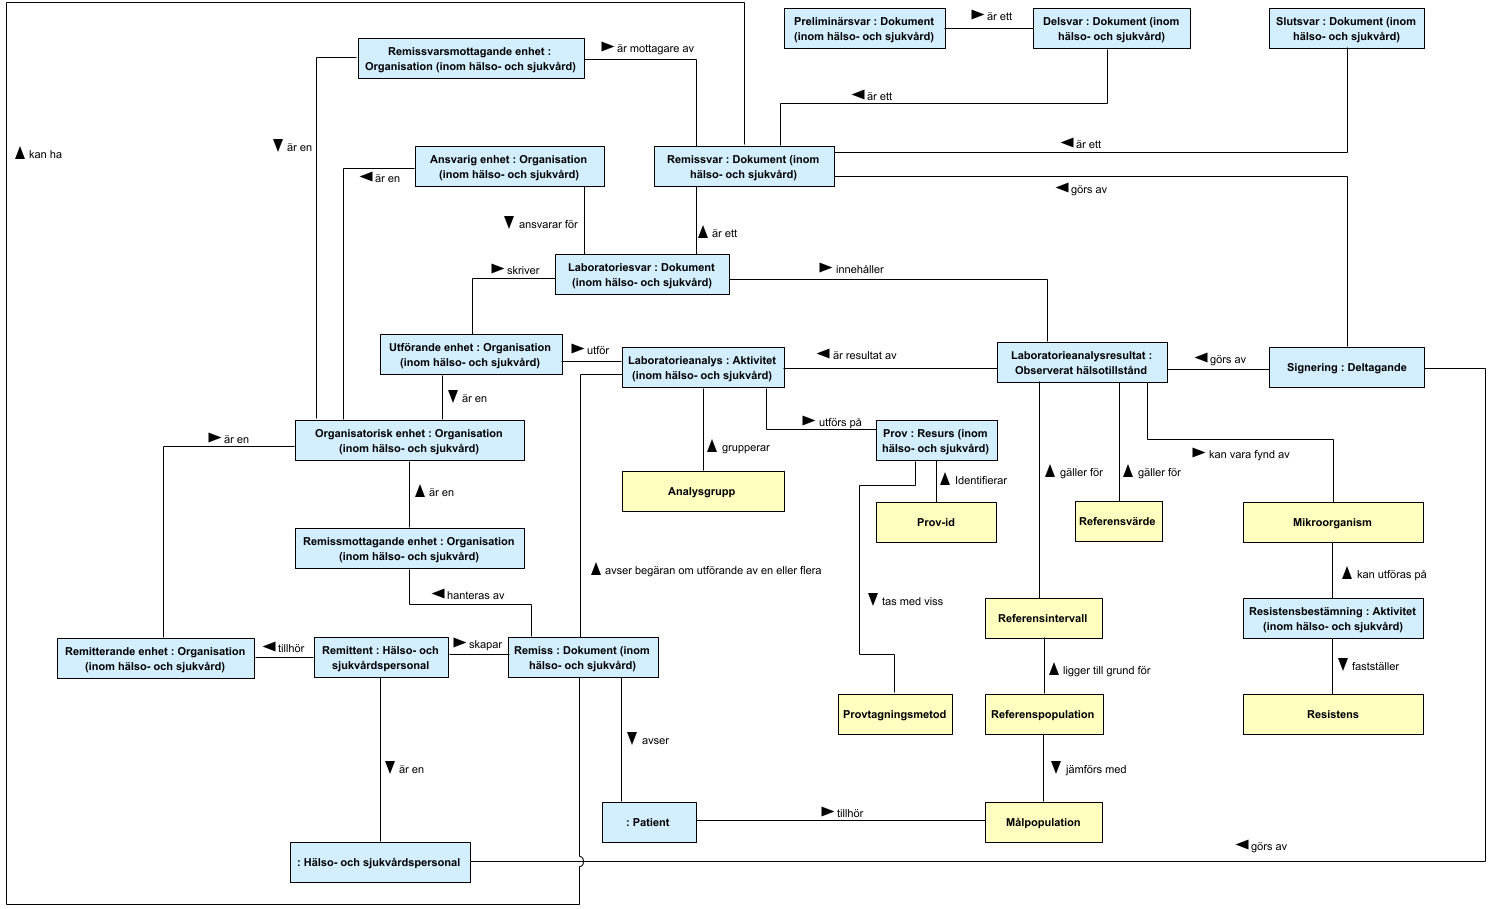 Preliminärsvar : Dokument
(inom hälso- och sjukvård)
är ett
Delsvar : Dokument (inom
hälso- och sjukvård)
Slutsvar : Dokument (inom
hälso- och sjukvård)
Remissvarsmottagande enhet :
Organisation (inom hälso- och sjukvård)
är mottagare av
är ett
är ett
kan ha
är en
Ansvarig enhet : Organisation
(inom hälso- och sjukvård)
är en
Remissvar : Dokument (inom
hälso- och sjukvård)
görs av
ansvarar för
är ett
Laboratoriesvar : Dokument
(inom hälso- och sjukvård)
skriver
innehåller
Utförande enhet : Organisation
(inom hälso- och sjukvård)
utför
Laboratorieanalys : Aktivitet
(inom hälso- och sjukvård)
är resultat av
Laboratorieanalysresultat :
Observerat hälsotillstånd
görs av
Signering : Deltagande
är en
Organisatorisk enhet : Organisation
(inom hälso- och sjukvård)
är en
utförs på
grupperar
Prov : Resurs (inom
hälso- och sjukvård)
kan vara fynd av
gäller för
gäller för
Identifierar
Analysgrupp
är en
Prov-id
Referensvärde
Mikroorganism
Remissmottagande enhet : Organisation
(inom hälso- och sjukvård)
avser begäran om utförande av en eller flera
kan utföras på
hanteras av
tas med viss
Referensintervall
Resistensbestämning : Aktivitet
(inom hälso- och sjukvård)
Remitterande enhet : Organisation
(inom hälso- och sjukvård)
tillhör
Remittent : Hälso- och
sjukvårdspersonal
skapar
Remiss : Dokument (inom
hälso- och sjukvård)
ligger till grund för
fastställer
Provtagningsmetod
Referenspopulation
Resistens
avser
är en
jämförs med
: Patient
tillhör
Målpopulation
görs av
: Hälso- och sjukvårdspersonal